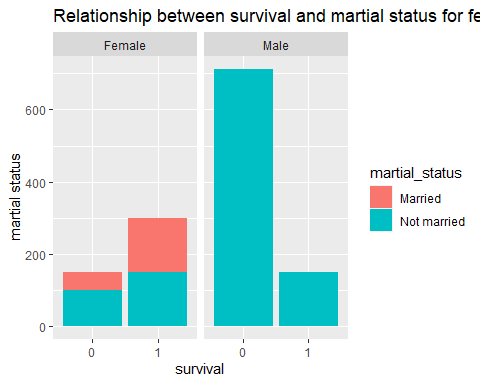 Relationship between survival and martial status for fe
Female
Male
600
400
200
0
martial status
0
1
0
1
survival
martial_status
Married
Not married